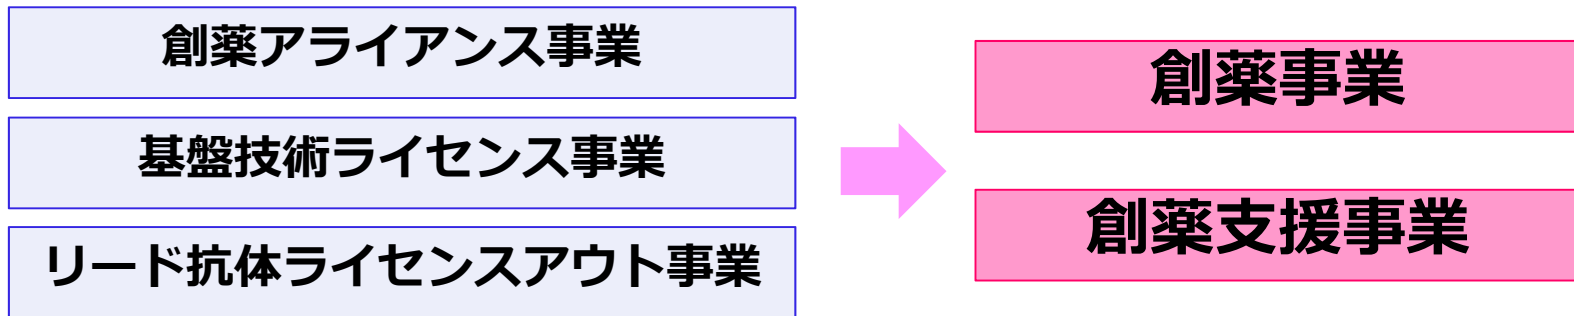 創薬アライアンス事業
基盤技術ライセンス事業
リード抗体ライセンスアウト事業
創薬事業
創薬支援事業